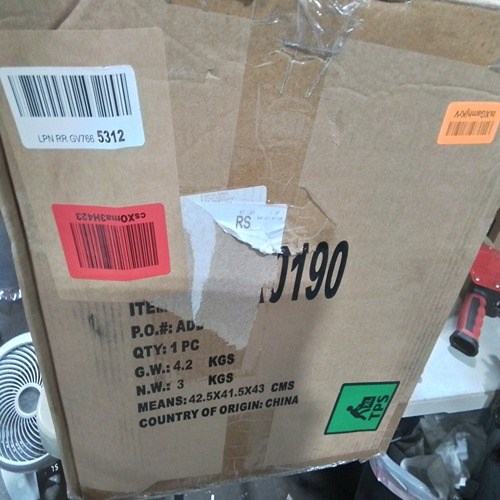 LPN RR GV766 5312
csXOma3H423
RS
J190
ITE
P.O.#: AD
QTY: 1 PC
G.W.: 4.2 KGS
N.W.: 3 KGS
MEANS: 42.5X41.5X43 CMS
COUNTRY OF ORIGIN: CHINA
TPS